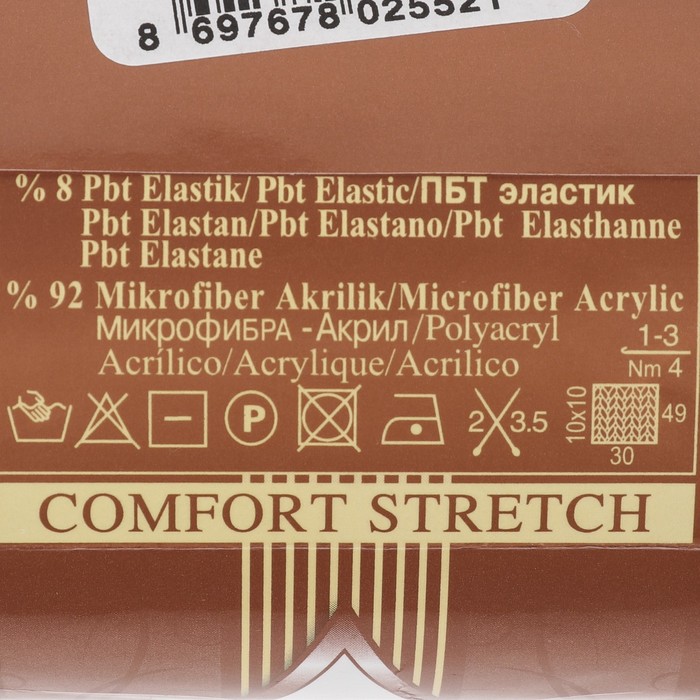 8 697678 025521
% 8 Pbt Elastik/ Pbt Elastic/ПБТ эластик
Pbt Elastan/Pbt Elastano/Pbt Elasthanne
Pbt Elastane
% 92 Mikrofiber Akrilik/Microfiber Acrylic
Микрофибра -Акрил/Polyacryl
Acrílico/Acrylique/Acrilico
1-3
Nm 4
P
2 3.5
10x10
49
30
COMFORT STRETCH